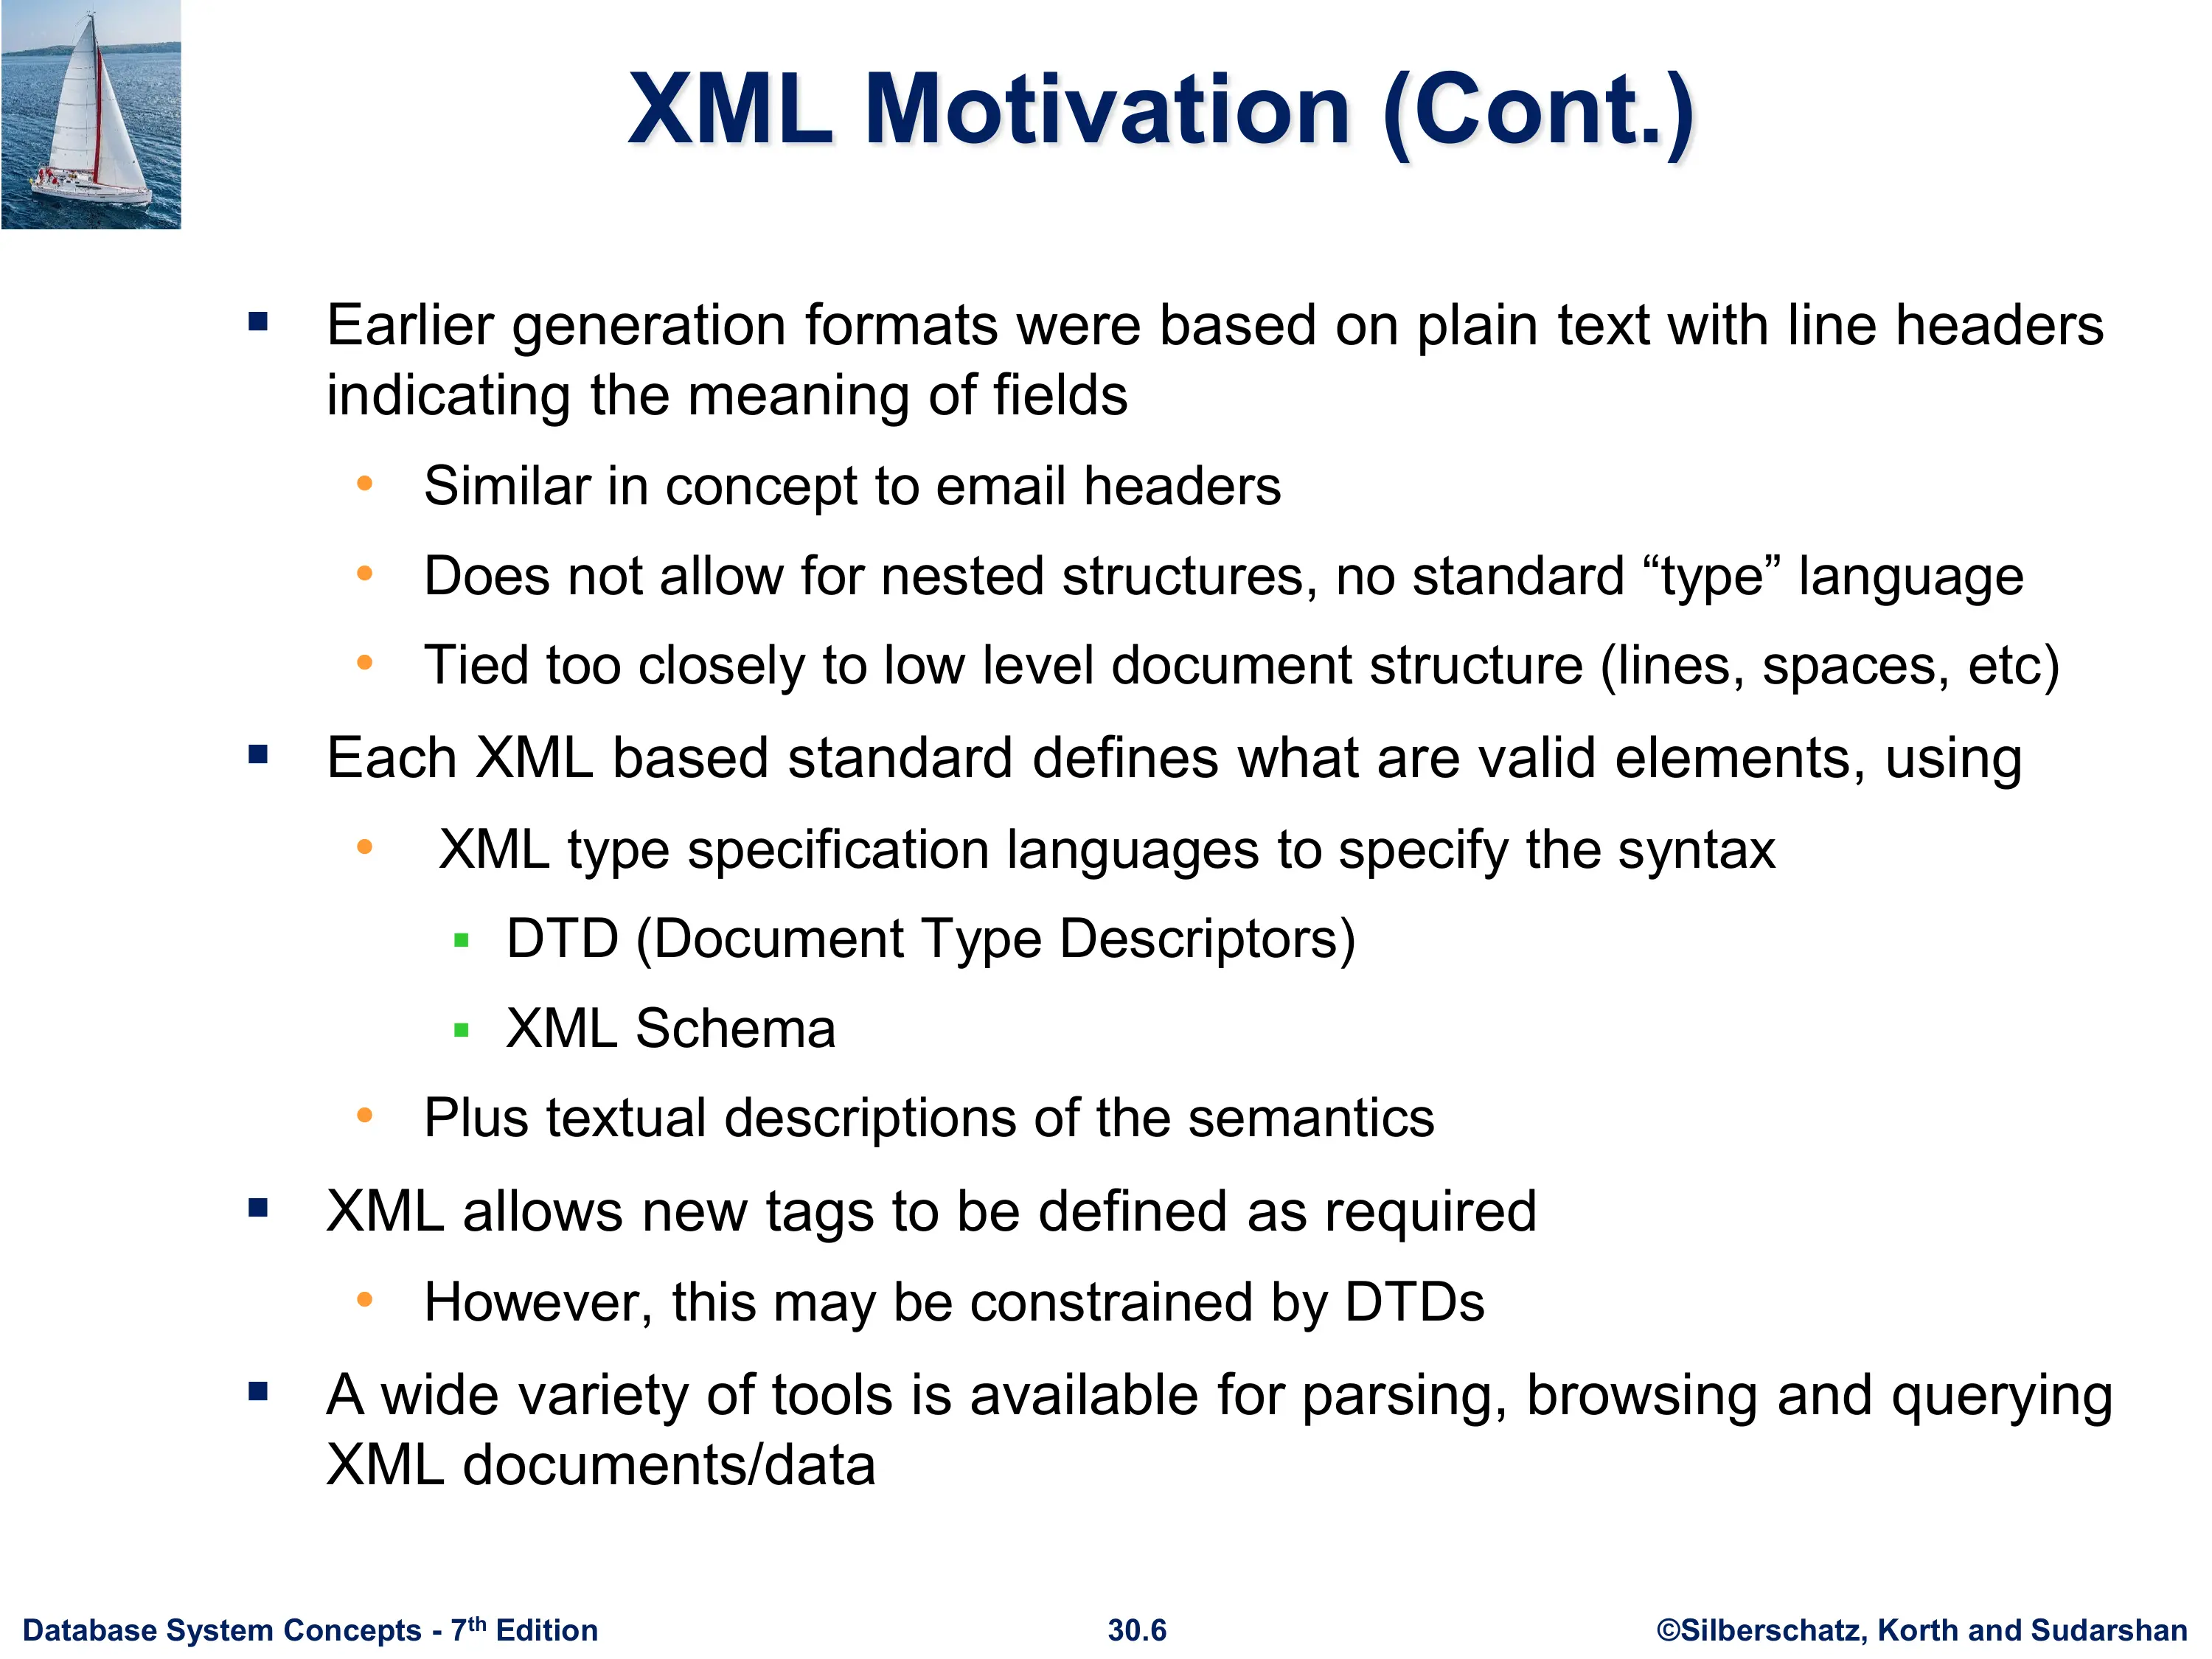 XML Motivation (Cont.)
Earlier generation formats were based on plain text with line headers
indicating the meaning of fields
Similar in concept to email headers
Does not allow for nested structures, no standard “type” language
Tied too closely to low level document structure (lines, spaces, etc)
Each XML based standard defines what are valid elements, using
XML type specification languages to specify the syntax
DTD (Document Type Descriptors)
XML Schema
Plus textual descriptions of the semantics
XML allows new tags to be defined as required
However, this may be constrained by DTDs
A wide variety of tools is available for parsing, browsing and querying
XML documents/data
Database System Concepts - 7th Edition
30.6
©Silberschatz, Korth and Sudarshan